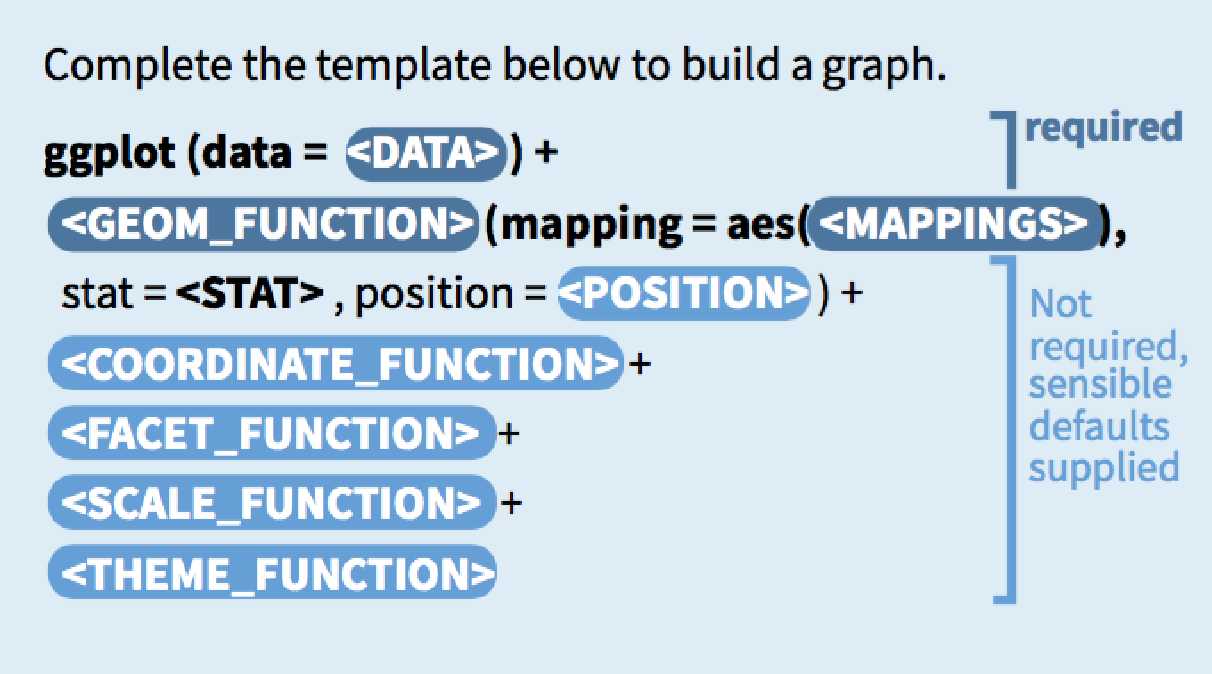 Complete the template below to build a graph.
required
ggplot (data = <DATA>) +
<GEOM_FUNCTION> (mapping = aes(<MAPPINGS>),
stat = <STAT> , position = <POSITION>) +
Not
required,
sensible
defaults
supplied
<COORDINATE_FUNCTION> +
<FACET_FUNCTION> +
<SCALE_FUNCTION> +
<THEME_FUNCTION>